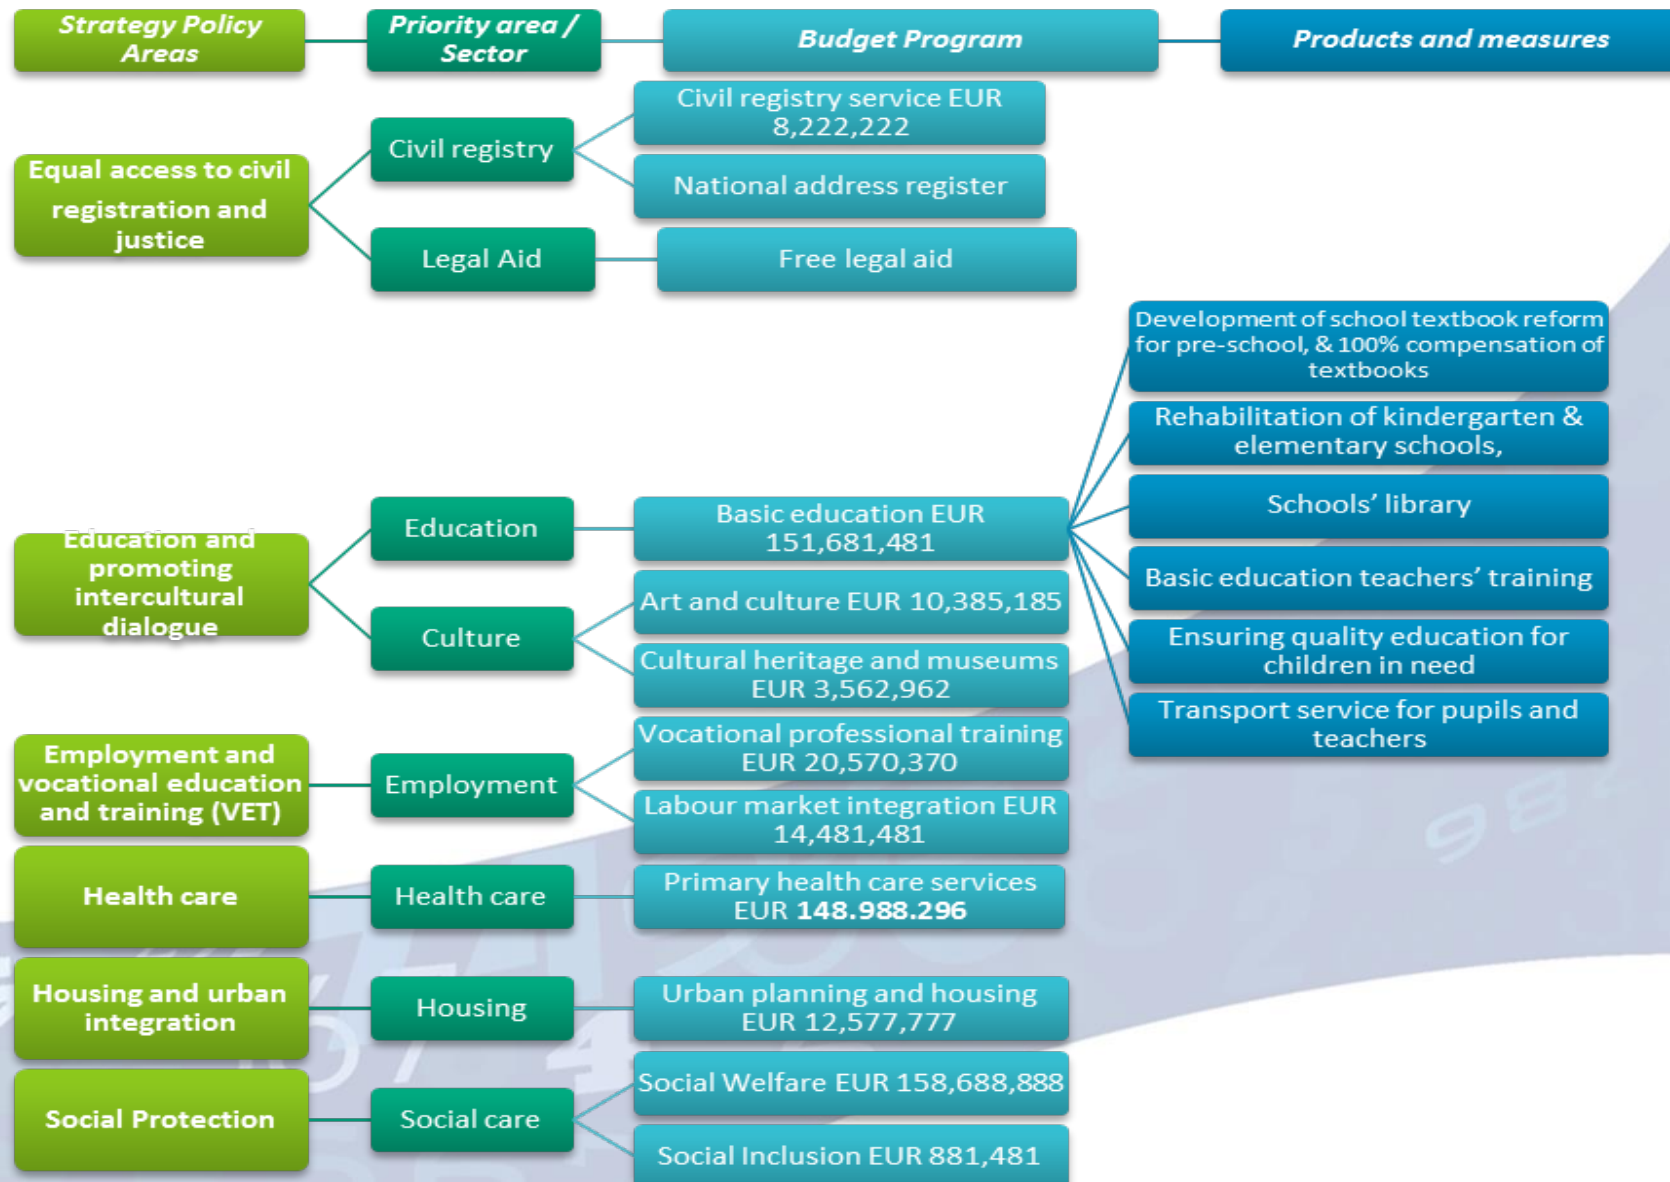 Strategy Policy
Areas
Priority area /
Sector
Budget Program
Products and measures
Equal access to civil
registration and
justice
Civil registry
Civil registry service EUR
8,222,222
National address register
Legal Aid
Free legal aid
Education and
promoting
intercultural
dialogue
Education
Basic education EUR
151,681,481
Development of school textbook reform
for pre-school, & 100% compensation of
textbooks
Rehabilitation of kindergarten &
elementary schools,
Schools’ library
Basic education teachers’ training
Ensuring quality education for
children in need
Transport service for pupils and
teachers
Culture
Art and culture EUR 10,385,185
Cultural heritage and museums
EUR 3,562,962
Employment and
vocational education
and training (VET)
Employment
Vocational professional training
EUR 20,570,370
Labour market integration EUR
14,481,481
Health care
Health care
Primary health care services
EUR 148.988.296
Housing and urban
integration
Housing
Urban planning and housing
EUR 12,577,777
Social Protection
Social care
Social Welfare EUR 158,688,888
Social Inclusion EUR 881,481